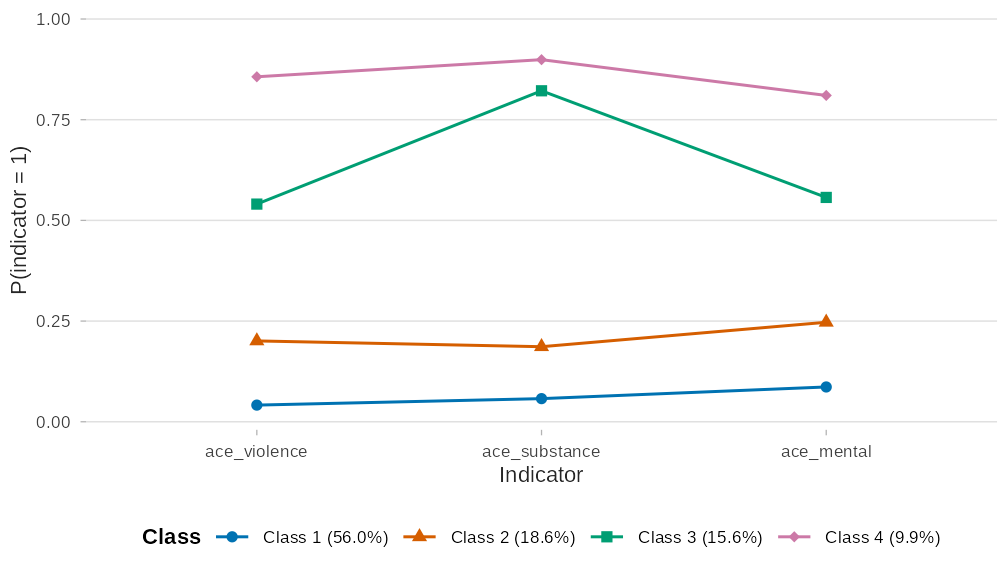 1.00
0.75
0.50
0.25
0.00
P(indicator = 1)
ace_violence ace_substance ace_mental
Indicator
Class Class 1 (56.0%) Class 2 (18.6%) Class 3 (15.6%) Class 4 (9.9%)